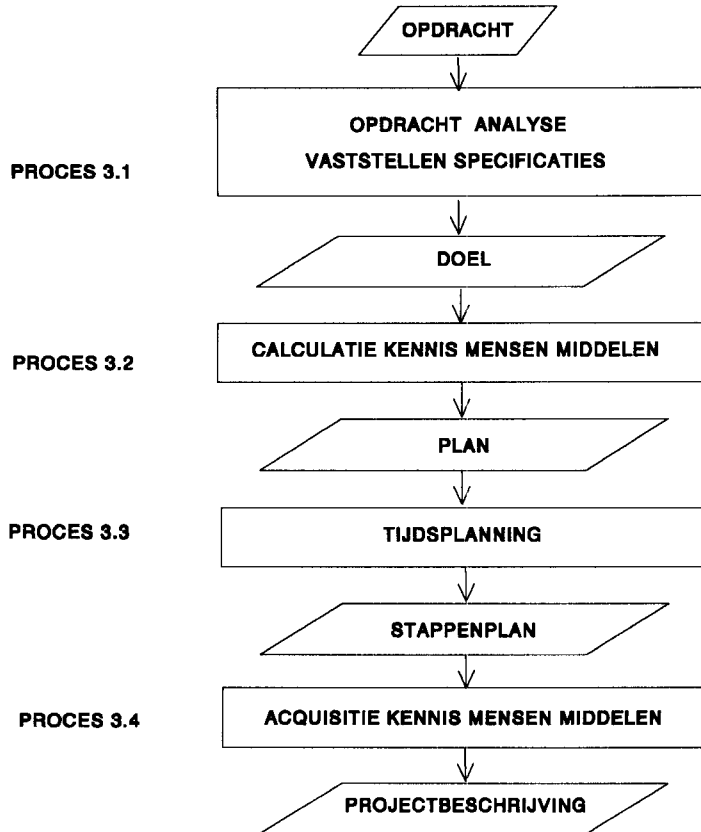 OPDRACHT
OPDRACHT ANALYSE
VASTSTELLEN SPECIFICATIES
PROCES 3.1
DOEL
CALCULATIE KENNIS MENSEN MIDDELEN
PROCES 3.2
PLAN
PROCES 3.3
TIJDSPLANNING
STAPPENPLAN
PROCES 3.4
ACQUISITIE KENNIS MENSEN MIDDELEN
PROJECTBESCHRIJVING